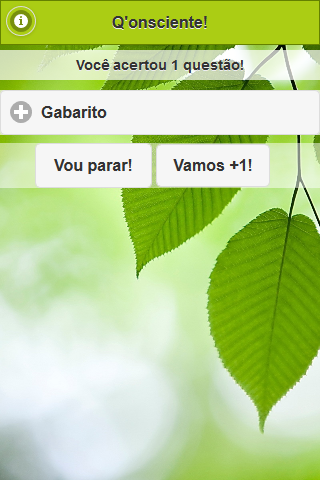 Q'onsciente!
Você acertou 1 questão!
Gabarito
Vou parar! Vamos +1!